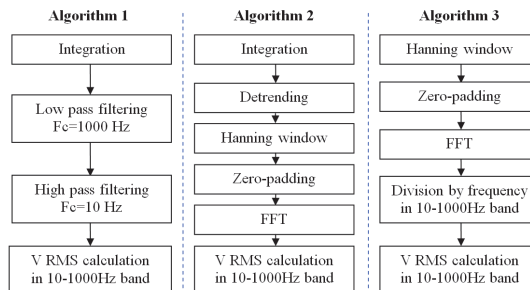 Algorithm 1
Integration
Low pass filtering
Fc=1000 Hz
High pass filtering
Fc=10 Hz
V RMS calculation
in 10-1000Hz band
Algorithm 2
Integration
Detrending
Hanning window
Zero-padding
FFT
V RMS calculation
in 10-1000Hz band
Algorithm 3
Hanning window
Zero-padding
FFT
Division by frequency
in 10-1000Hz band
V RMS calculation
in 10-1000Hz band